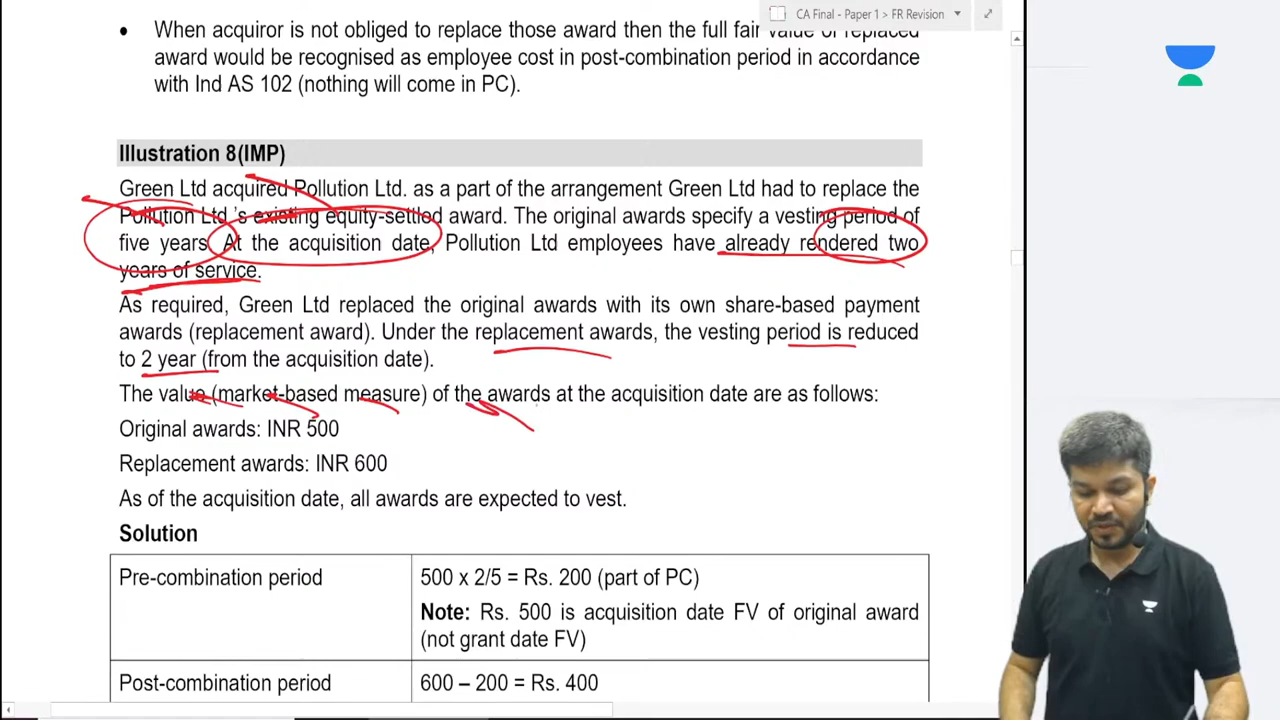 CA Final - Paper 1 > FR Revision
• When acquiror is not obliged to replace those award then the full fair value of replaced
award would be recognised as employee cost in post-combination period in accordance
with Ind AS 102 (nothing will come in PC).
Illustration 8(IMP)
Green Ltd acquired Pollution Ltd. as a part of the arrangement Green Ltd had to replace the
Pollution Ltd 's existing equity-settled award. The original awards specify a vesting period of
five years At the acquisition date, Pollution Ltd employees have already rendered two
years of service.
As required, Green Ltd replaced the original awards with its own share-based payment
awards (replacement award). Under the replacement awards, the vesting period is reduced
to 2 year (from the acquisition date).
The value (market-based measure) of the awards at the acquisition date are as follows:
Original awards: INR 500
Replacement awards: INR 600
As of the acquisition date, all awards are expected to vest.
Solution
Pre-combination period
500 x 2/5 = Rs. 200 (part of PC)
Note: Rs. 500 is acquisition date FV of original award
(not grant date FV)
Post-combination period
600 – 200 = Rs. 400